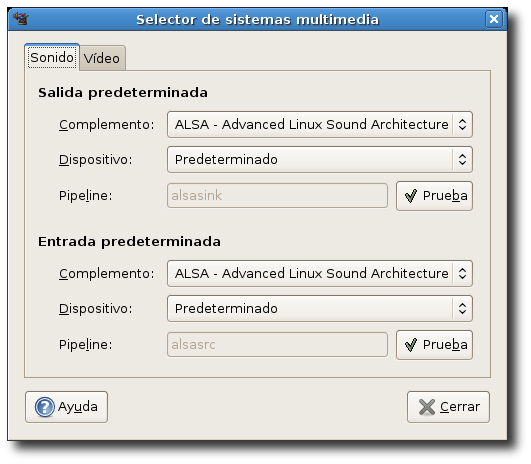 Selector de sistemas multimedia
Sonido Vídeo
Salida predeterminada
Complemento: ALSA - Advanced Linux Sound Architecture
Dispositivo: Predeterminado
Pipeline: alsasink Prueba
Entrada predeterminada
Complemento: ALSA - Advanced Linux Sound Architecture
Dispositivo: Predeterminado
Pipeline: alsasrc Prueba
Ayuda Cerrar